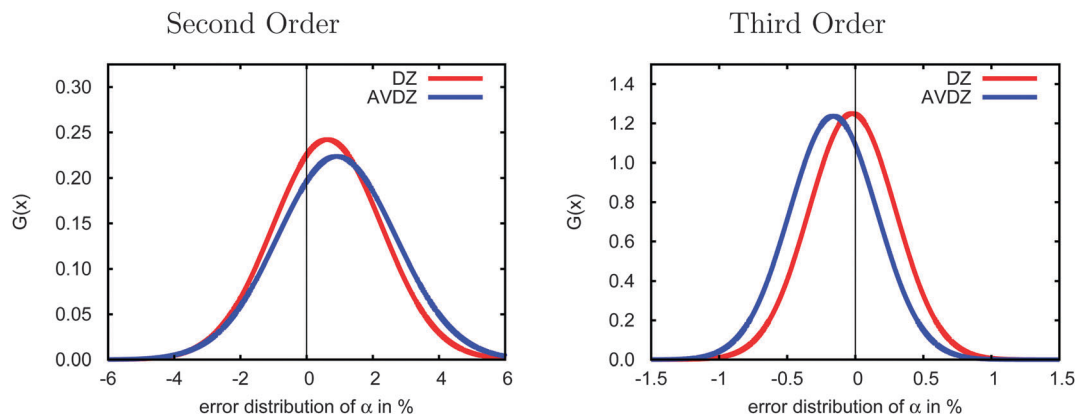 Second Order
DZ
AVDZ
0.30
0.25
0.20
0.15
0.10
0.05
0.00
G(x)
-6
-4
-2
0
2
4
6
error distribution of α in %
Third Order
DZ
AVDZ
1.4
1.2
1.0
0.8
0.6
0.4
0.2
0.0
G(x)
-1.5
-1
-0.5
0
0.5
1
1.5
error distribution of α in %